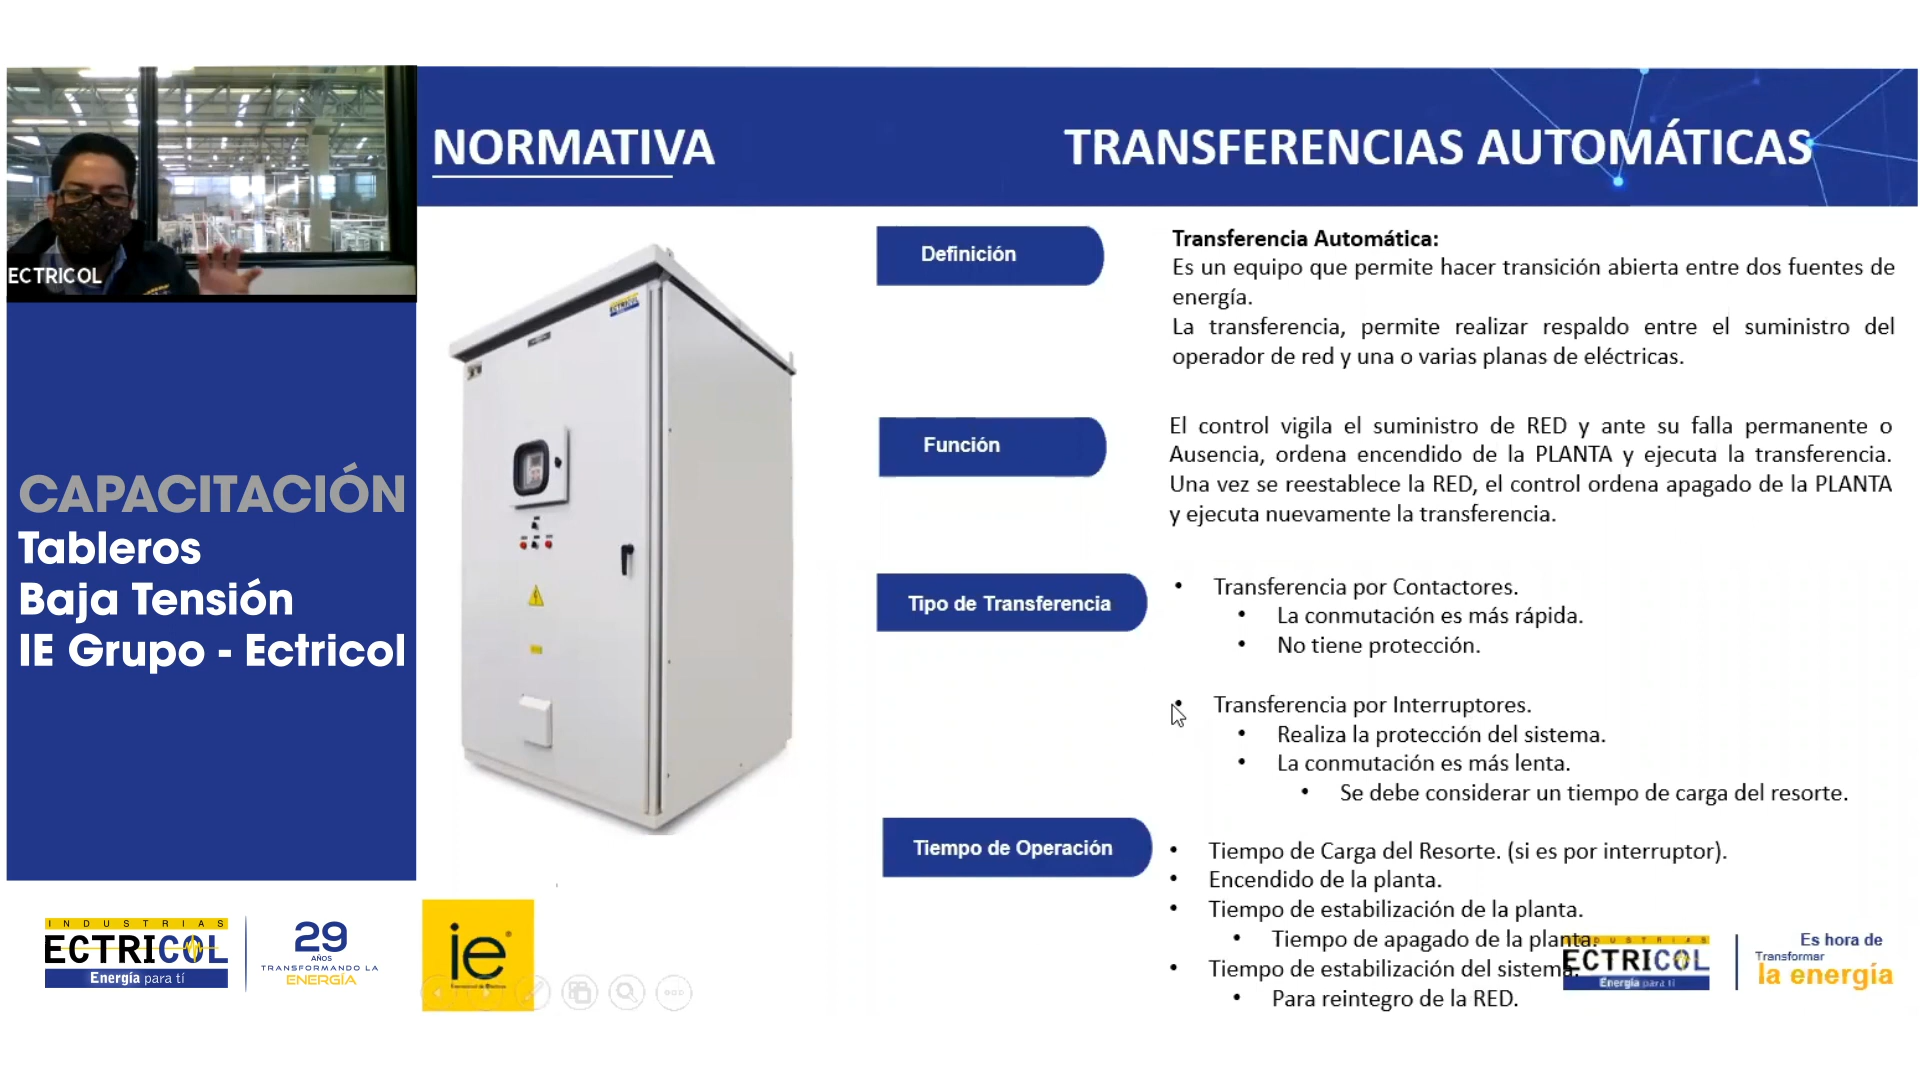 NORMATIVA
TRANSFERENCIAS AUTOMÁTICAS
ECTRICOL
CAPACITACIÓN
Tableros
Baja Tensión
IE Grupo - Ectricol
Definición
Transferencia Automática:
Es un equipo que permite hacer transición abierta entre dos fuentes de
energía.
La transferencia, permite realizar respaldo entre el suministro del
operador de red y una o varias planas de eléctricas.
Función
El control vigila el suministro de RED y ante su falla permanente o
Ausencia, ordena encendido de la PLANTA y ejecuta la transferencia.
Una vez se reestablece la RED, el control ordena apagado de la PLANTA
y ejecuta nuevamente la transferencia.
Tipo de Transferencia
• Transferencia por Contactores.
• La conmutación es más rápida.
• No tiene protección.
• Transferencia por Interruptores.
• Realiza la protección del sistema.
• La conmutación es más lenta.
• Se debe considerar un tiempo de carga del resorte.
Tiempo de Operación
• Tiempo de Carga del Resorte. (si es por interruptor).
• Encendido de la planta.
• Tiempo de estabilización de la planta.
• Tiempo de apagado de la planta.
• Tiempo de estabilización del sistema.
• Para reintegro de la RED.
INDUSTRIAS
ECTRICOL
Energía para tí
29
AÑOS
TRANSFORMANDO LA
ENERGÍA
ie
INDUSTRIAS
ECTRICOL
Energía para tí
Es hora de
Transformar
la energía
ECTRICOL